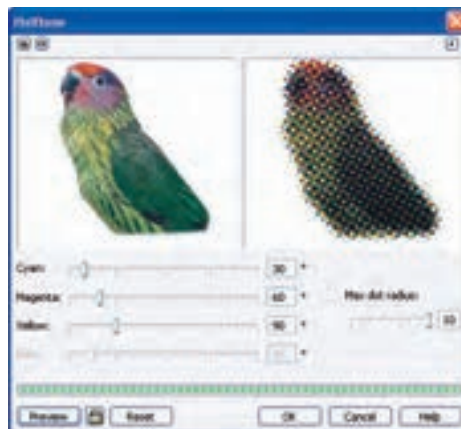 Halftone
Cyan: 30 °
Magenta: 60 °
Max dot radius:
Yellow: 90 °
10
Preview Reset OK Cancel Help